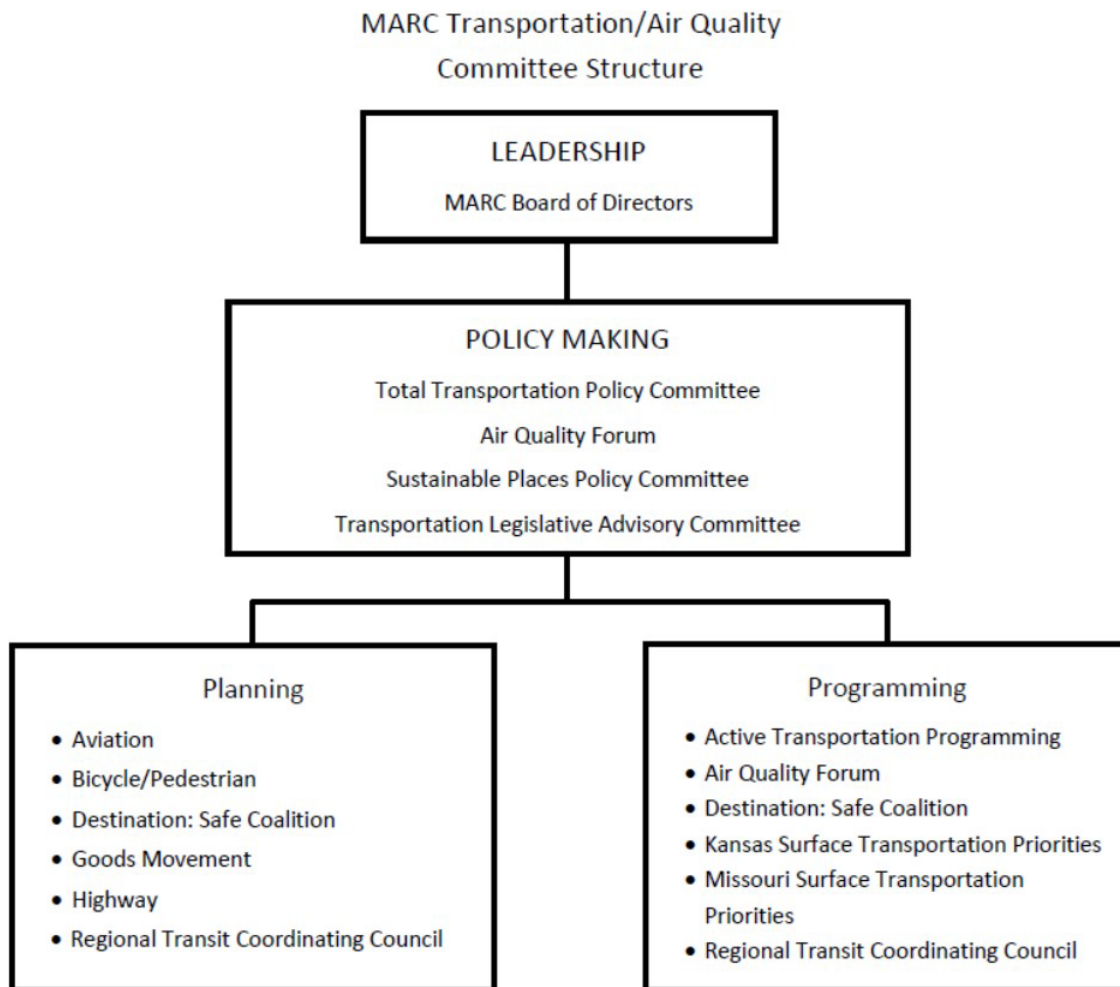 MARC Transportation/Air Quality
Committee Structure
LEADERSHIP
MARC Board of Directors
POLICY MAKING
Total Transportation Policy Committee
Air Quality Forum
Sustainable Places Policy Committee
Transportation Legislative Advisory Committee
Planning
• Aviation
• Bicycle/Pedestrian
• Destination: Safe Coalition
• Goods Movement
• Highway
• Regional Transit Coordinating Council
Programming
• Active Transportation Programming
• Air Quality Forum
• Destination: Safe Coalition
• Kansas Surface Transportation Priorities
• Missouri Surface Transportation
Priorities
• Regional Transit Coordinating Council